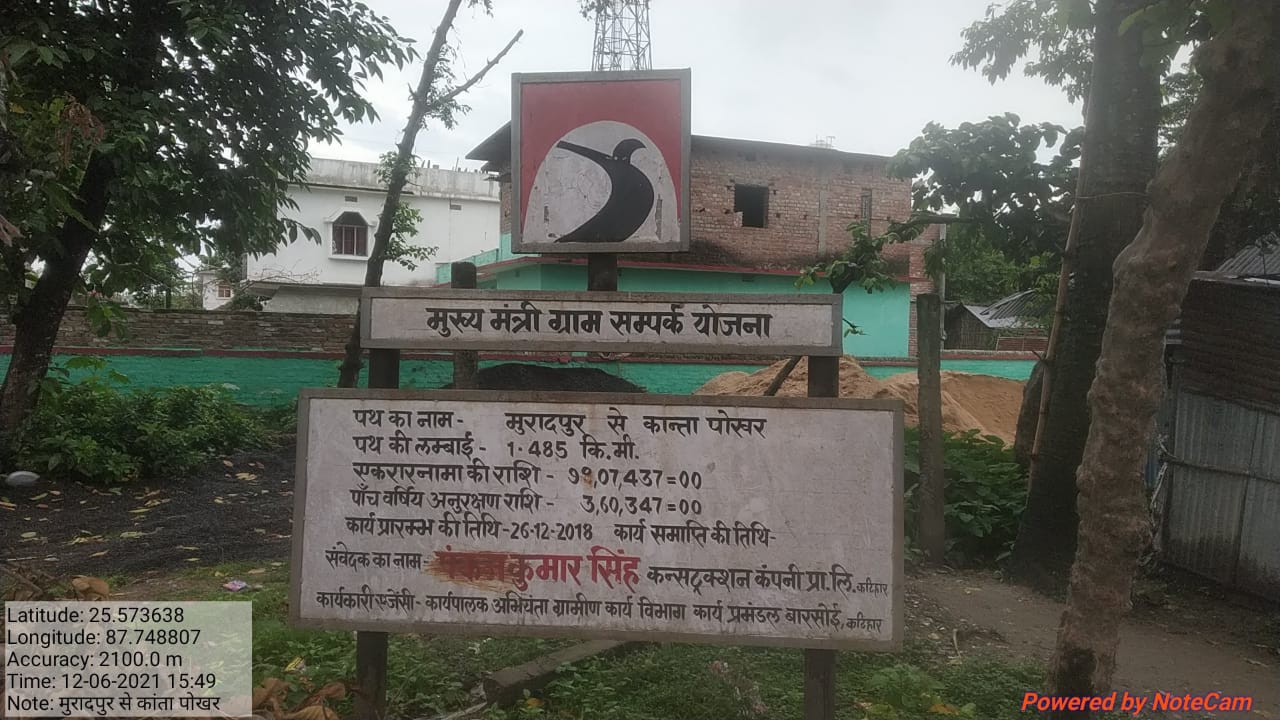 मुख्य मंत्री ग्राम सम्पर्क योजना
पथ का नाम- मुरादपुर से कान्ता पोखर
पथ की लम्बाई- 1.485 कि.मी.
एकरारनामा की राशि- ,07,437=00
पाँच वर्षिय अनुरक्षण राशि- 3,60,347=00
कार्य प्रारम्भ की तिथि-26-12-2018 कार्य समाप्ति की तिथि-
संवेदक का नाम- पंकज कुमार सिंह कन्सट्रक्शन कंपनी प्रा.लि.,कटिहार
कार्यकारी एजेंसी- कार्यपालक अभियंता ग्रामीण कार्य विभाग कार्य प्रमंडल बारसोई,कटिहार
Latitude: 25.573638
Longitude: 87.748807
Accuracy: 2100.0 m
Time: 12-06-2021 15:49
Note: मुरादपुर से कांता पोखर
Powered by NoteCam